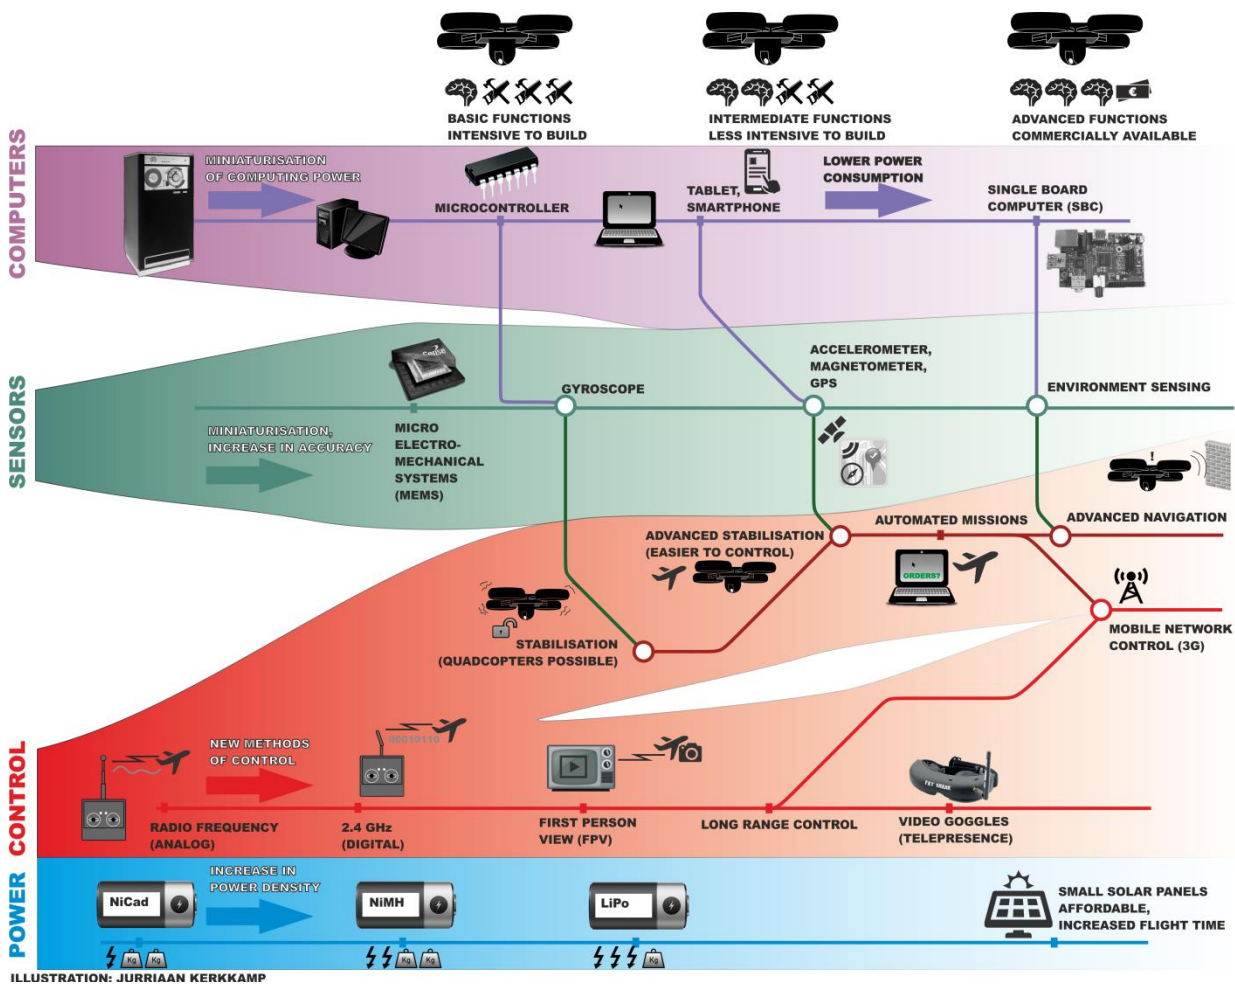 BASIC FUNCTIONS
INTENSIVE TO BUILD
INTERMEDIATE FUNCTIONS
LESS INTENSIVE TO BUILD
ADVANCED FUNCTIONS
COMMERCIALLY AVAILABLE
COMPUTERS
MINIATURISATION
OF COMPUTING POWER
MICROCONTROLLER
TABLET,
SMARTPHONE
LOWER POWER
CONSUMPTION
SINGLE BOARD
COMPUTER (SBC)
SENSORS
MINIATURISATION,
INCREASE IN ACCURACY
MICRO
ELECTRO-
MECHANICAL
SYSTEMS
(MEMS)
GYROSCOPE
ACCELEROMETER,
MAGNETOMETER,
GPS
ENVIRONMENT SENSING
CONTROL
STABILISATION
(QUADCOPTERS POSSIBLE)
ADVANCED STABILISATION
(EASIER TO CONTROL)
AUTOMATED MISSIONS
ORDERS?
!
ADVANCED NAVIGATION
MOBILE NETWORK
CONTROL (3G)
NEW METHODS
OF CONTROL
00010110
RADIO FREQUENCY
(ANALOG)
2.4 GHz
(DIGITAL)
FIRST PERSON
VIEW (FPV)
LONG RANGE CONTROL
VIDEO GOGGLES
(TELEPRESENCE)
POWER
NiCad
INCREASE IN
POWER DENSITY
NiMH
LiPo
Kg Kg
Kg Kg
Kg
SMALL SOLAR PANELS
AFFORDABLE,
INCREASED FLIGHT TIME
ILLUSTRATION: JURRIAAN KERKKAMP